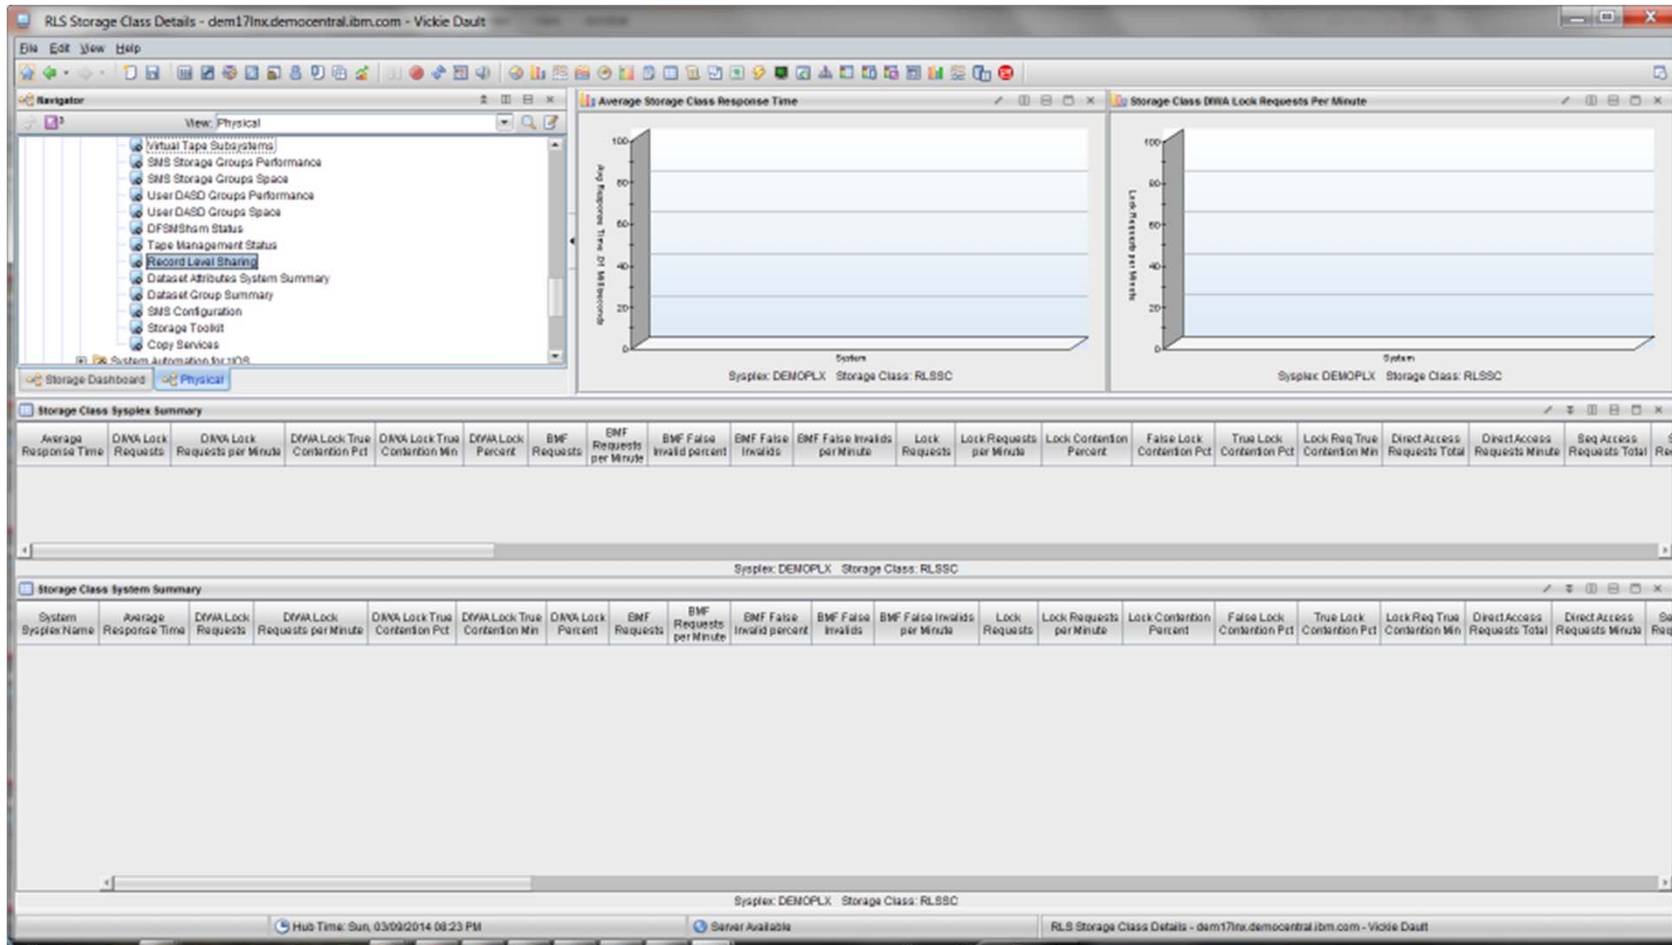 RLS Storage Class Details - dem17lnx.democentral.ibm.com - Vickie Dault
File Edit View Help
Navigator
View: Physical
Virtual Tape Subsystems
SMS Storage Groups Performance
SMS Storage Groups Space
User DASD Groups Performance
User DASD Groups Space
DFSMShsm Status
Tape Management Status
Record Level Sharing
Dataset Attributes System Summary
Dataset Group Summary
SMS Configuration
Storage Toolkit
Copy Services
System Automation for z/OS
Storage Dashboard Physical
Average Storage Class Response Time
100
80
60
40
20
0
Avg Response Time .01 Milliseconds
System
Sysplex: DEMOPLX Storage Class: RLSSC
Storage Class DIWA Lock Requests Per Minute
100
80
60
40
20
0
Lock Requests per Minute
System
Sysplex: DEMOPLX Storage Class: RLSSC
Storage Class Sysplex Summary
Average Response Time
DIWA Lock Requests
DIWA Lock Requests per Minute
DIWA Lock True Contention Pct
DIWA Lock True Contention Min
DIWA Lock Percent
BMF Requests
BMF Requests per Minute
BMF False Invalid percent
BMF False Invalids
BMF False Invalids per Minute
Lock Requests
Lock Requests per Minute
Lock Contention Percent
False Lock Contention Pct
True Lock Contention Pct
Lock Req True Contention Min
Direct Access Requests Total
Direct Access Requests Minute
Seq Access Requests Total
Sysplex: DEMOPLX Storage Class: RLSSC
Storage Class System Summary
System Sysplex Name
Average Response Time
DIWA Lock Requests
DIWA Lock Requests per Minute
DIWA Lock True Contention Pct
DIWA Lock True Contention Min
DIWA Lock Percent
BMF Requests
BMF Requests per Minute
BMF False Invalid percent
BMF False Invalids
BMF False Invalids per Minute
Lock Requests
Lock Requests per Minute
Lock Contention Percent
False Lock Contention Pct
True Lock Contention Pct
Lock Req True Contention Min
Direct Access Requests Total
Direct Access Requests Minute
Sysplex: DEMOPLX Storage Class: RLSSC
Hub Time: Sun, 03/09/2014 08:23 PM
Server Available
RLS Storage Class Details - dem17lnx.democentral.ibm.com - Vickie Dault